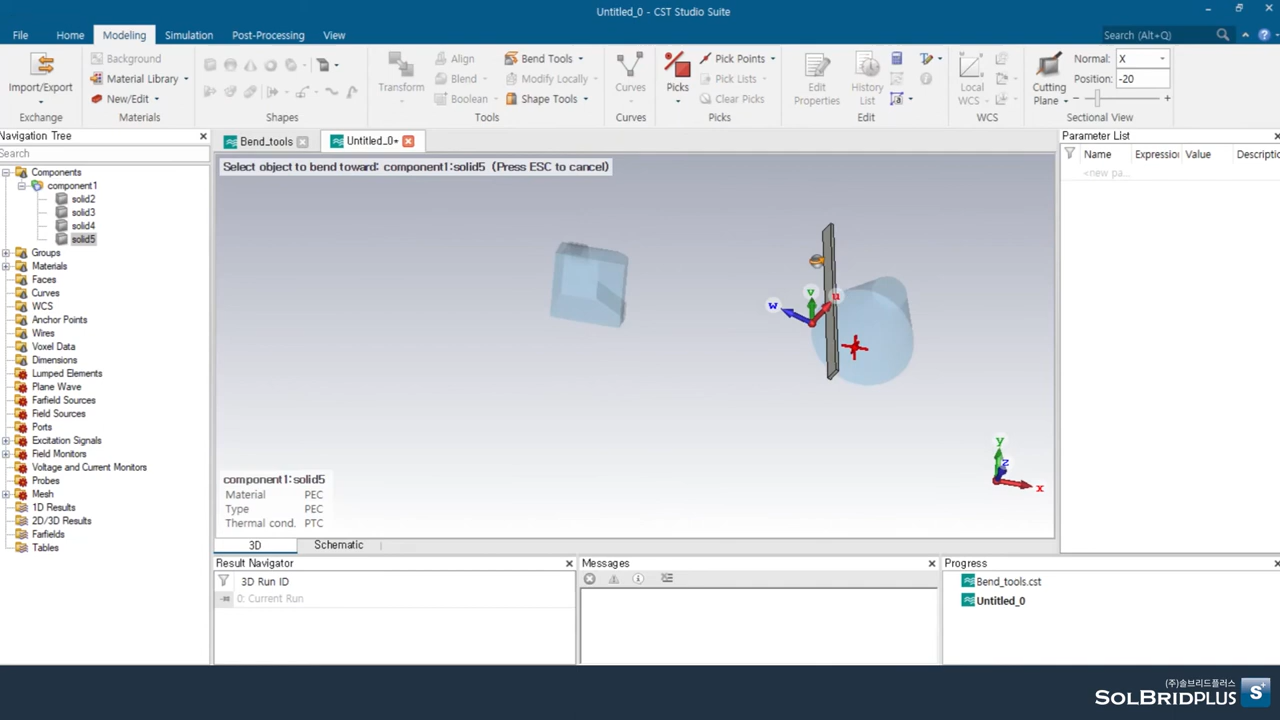 Untitled_0 - CST Studio Suite
File Home Modeling Simulation Post-Processing View Search (Alt+Q)
Import/Export
Exchange
Background
Material Library
New/Edit
Materials
Shapes
Transform
Align
Blend
Boolean
Bend Tools
Modify Locally
Shape Tools
Tools
Curves
Curves
Picks
Pick Points
Pick Lists
Clear Picks
Picks
Edit
Properties
History
List
Edit
Local
WCS
WCS
Cutting
Plane
Normal: X
Position: -20
Sectional View
Navigation Tree
Search
Components
component1
solid2
solid3
solid4
solid5
Groups
Materials
Faces
Curves
WCS
Anchor Points
Wires
Voxel Data
Dimensions
Lumped Elements
Plane Wave
Farfield Sources
Field Sources
Ports
Excitation Signals
Field Monitors
Voltage and Current Monitors
Probes
Mesh
1D Results
2D/3D Results
Farfields
Tables
Bend_tools
Untitled_0*
Select object to bend toward: component1:solid5 (Press ESC to cancel)
w
v
u
y
z
x
component1:solid5
Material PEC
Type PEC
Thermal cond. PTC
3D
Schematic
Parameter List
Name Expression Value Descriptio
<new pa...
Result Navigator
3D Run ID
0: Current Run
Messages
Progress
Bend_tools.cst
Untitled_0
(주)솔브리드플러스
SOLBRIDPLUS
S+